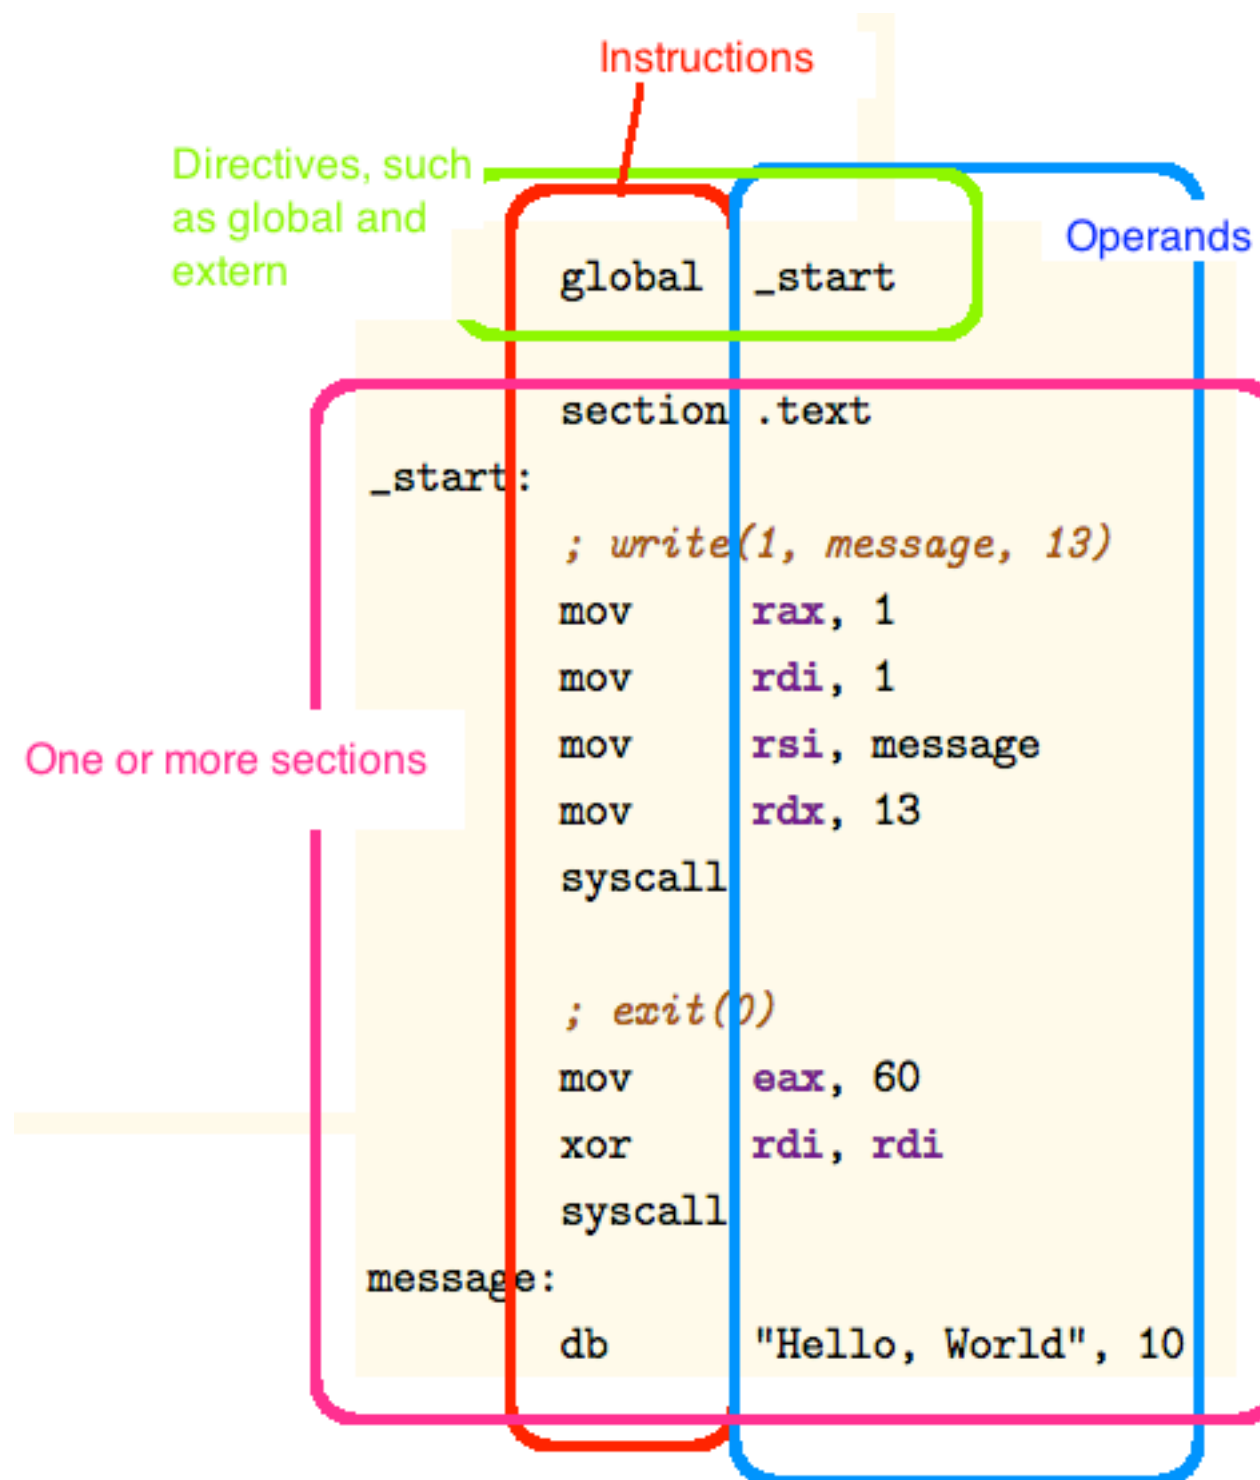 Instructions
Directives, such
as global and
extern
Operands
global _start
section .text
_start:
; write(1, message, 13)
mov rax, 1
mov rdi, 1
mov rsi, message
mov rdx, 13
syscall
; exit(0)
mov eax, 60
xor rdi, rdi
syscall
message:
db "Hello, World", 10
One or more sections